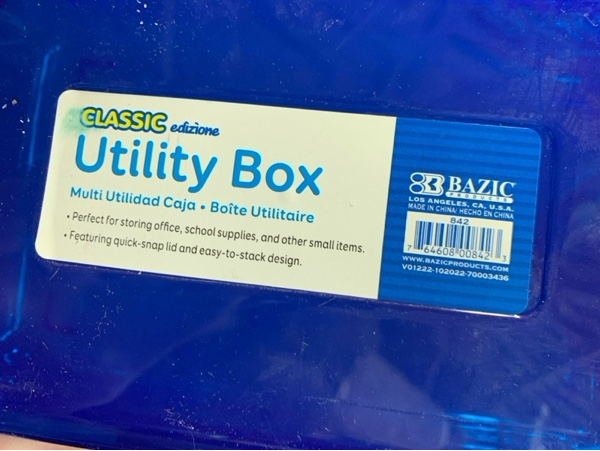 CLASSIC edizione
Utility Box
Multi Utilidad Caja • Boîte Utilitaire
• Perfect for storing office, school supplies, and other small items.
• Featuring quick-snap lid and easy-to-stack design.
BAZIC
PRODUCTS
LOS ANGELES, CA, U.S.A.
MADE IN CHINA/ HECHO EN CHINA
842
7 64608 00842 3
WWW.BAZICPRODUCTS.COM
V01222-102022-70003436